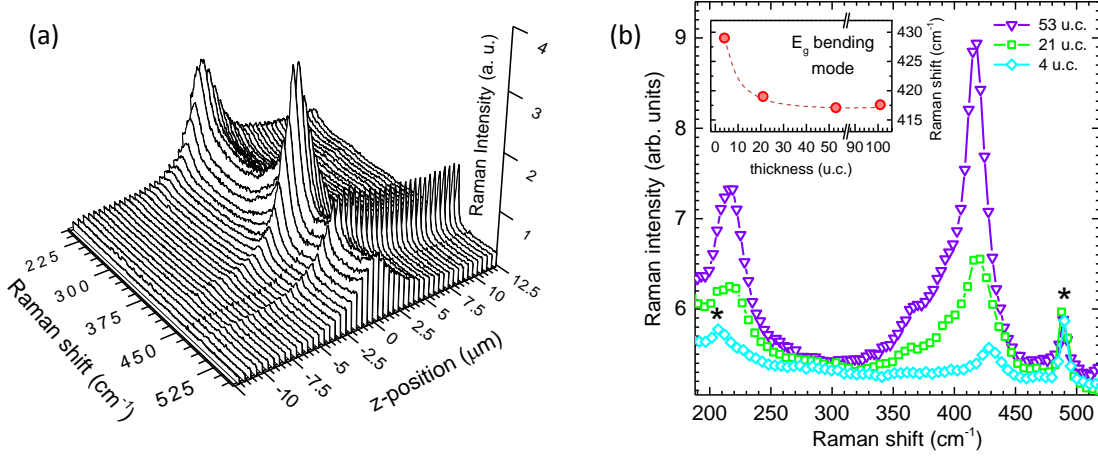 (a)
Raman Intensity (a. u.)
4
3
2
1
225
300
375
450
525
Raman shift (cm-1)
-10
-7.5
-5
-2.5
0
2.5
5
7.5
10
12.5
z-position (μm)
(b)
Raman intensity (arb. units)
9
8
7
6
200 250 300 350 400 450 500
Raman shift (cm-1)
53 u.c.
21 u.c.
4 u.c.
* *
Eg bending
mode
430
425
420
415
Raman shift (cm-1)
0 10 20 30 40 50 90 100
thickness (u.c.)